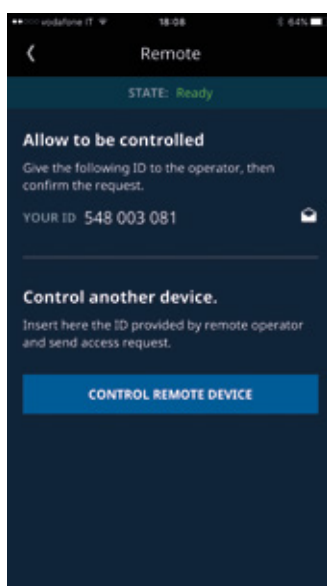 vodafone IT 18:08 64%
Remote
STATE: Ready
Allow to be controlled
Give the following ID to the operator, then
confirm the request.
YOUR ID 548 003 081
Control another device.
Insert here the ID provided by remote operator
and send access request.
CONTROL REMOTE DEVICE